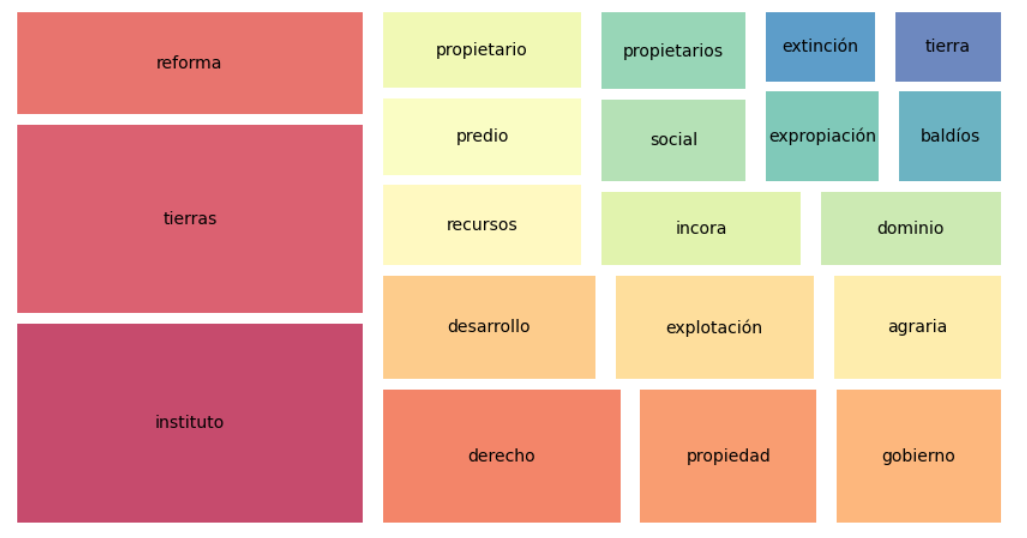 reforma
tierras
instituto
propietario
predio
recursos
propietarios
social
extinción
tierra
expropiación
baldíos
incora
dominio
desarrollo
explotación
agraria
derecho
propiedad
gobierno